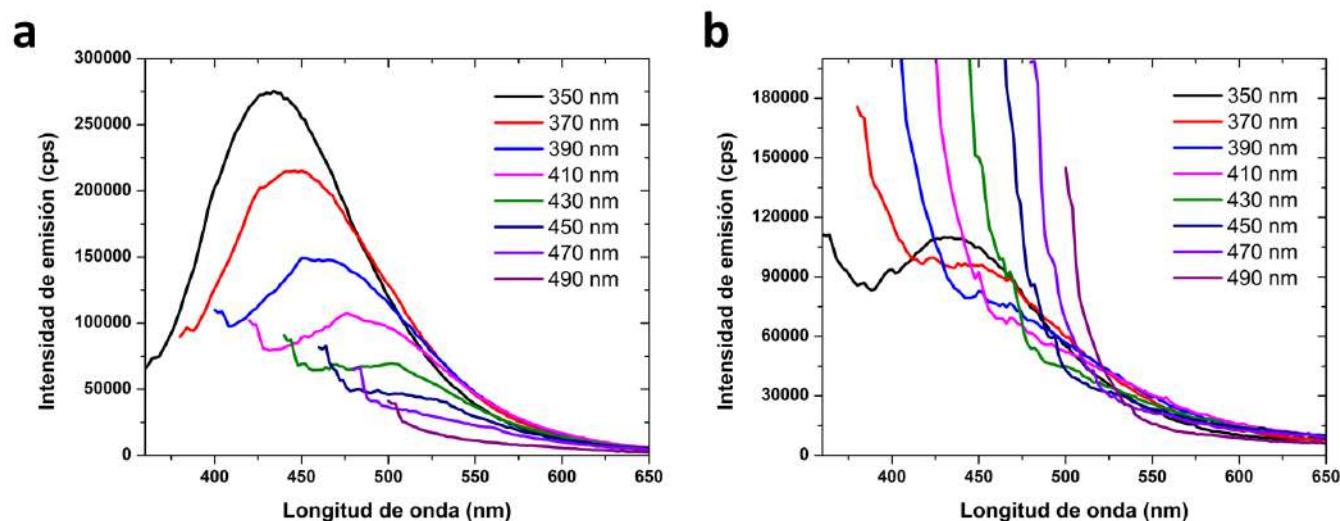 a
300000
250000
200000
150000
100000
50000
0
400
450
500
550
600
650
Intensidad de emisión (cps)
Longitud de onda (nm)
350 nm
370 nm
390 nm
410 nm
430 nm
450 nm
470 nm
490 nm
b
180000
150000
120000
90000
60000
30000
0
400
450
500
550
600
650
Intensidad de emisión (cps)
Longitud de onda (nm)
350 nm
370 nm
390 nm
410 nm
430 nm
450 nm
470 nm
490 nm